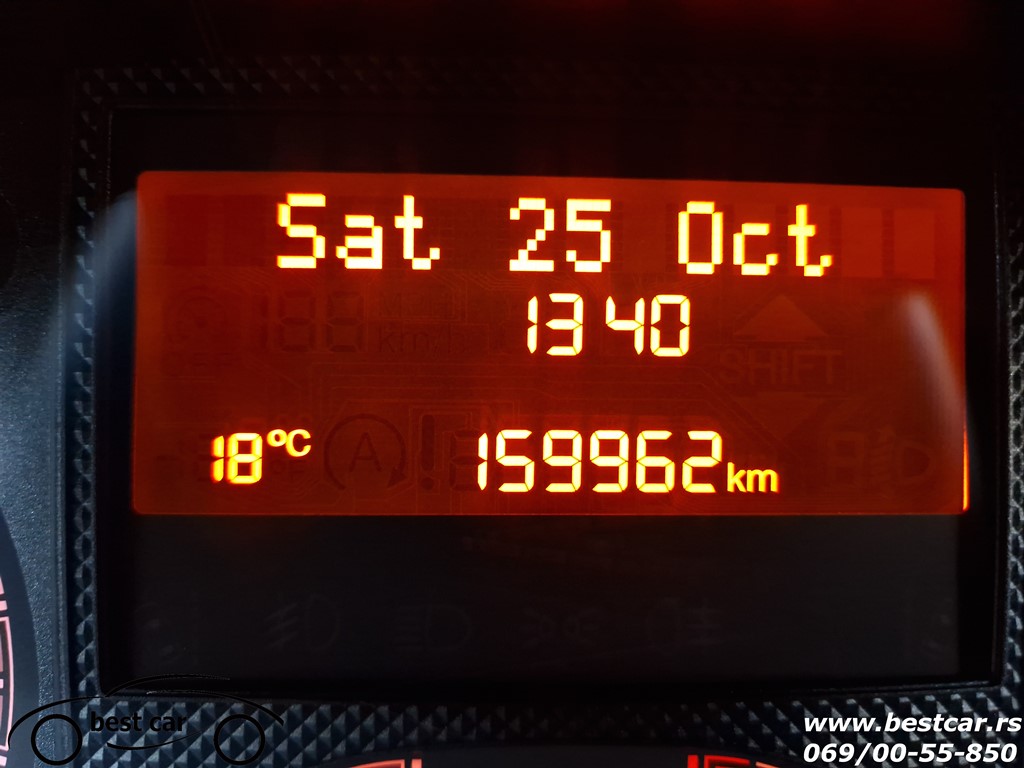 Sat 25 Oct
13 40
SHIFT
18°C
159962 km
best car
www.bestcar.rs
069/00-55-850